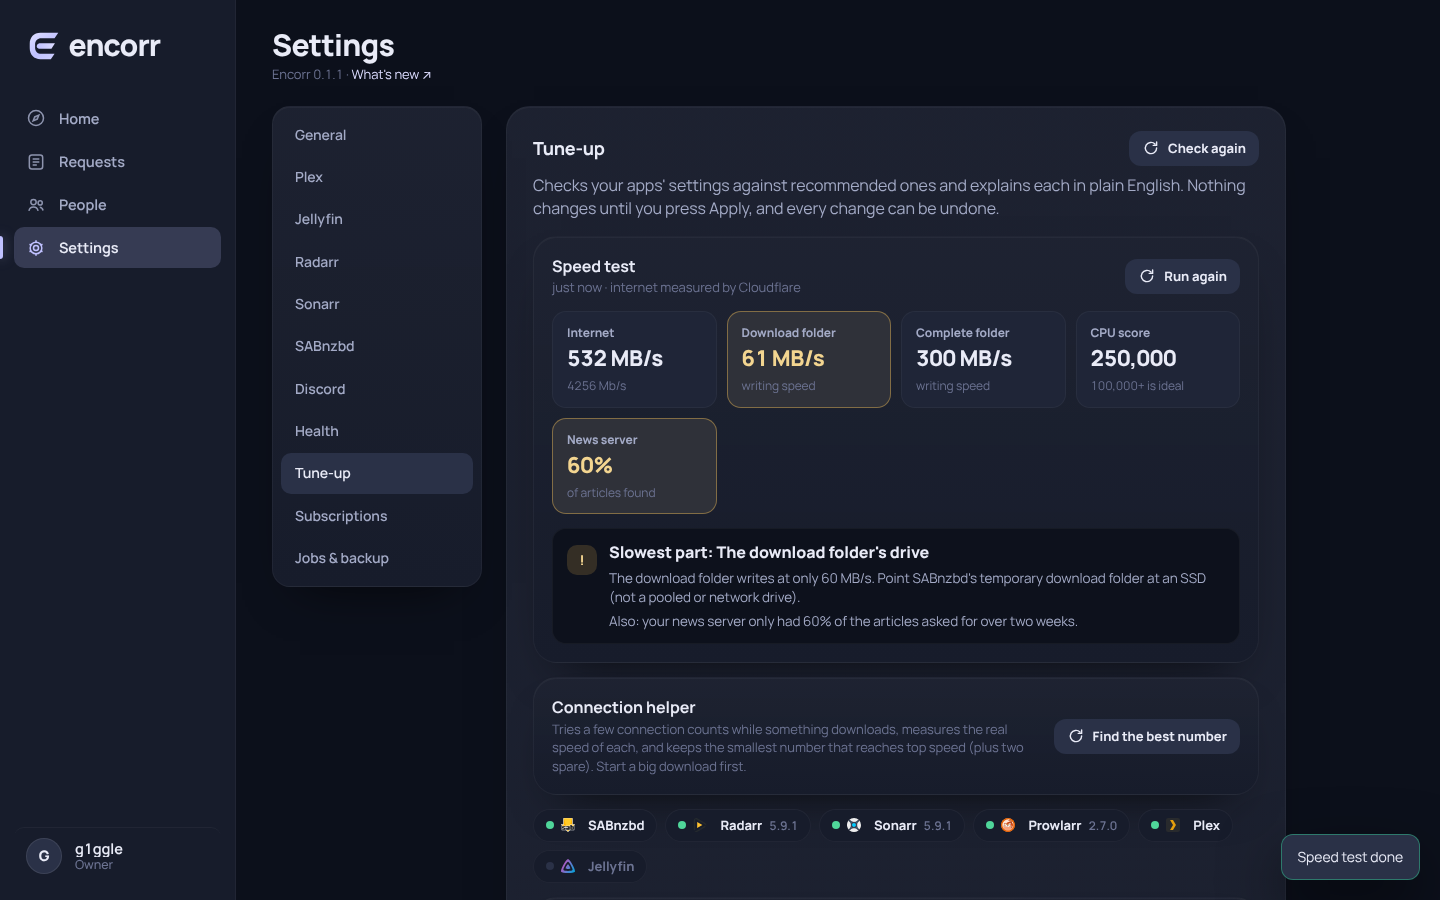 encorr
Home
Requests
People
Settings
g1ggle
Owner
G
Settings
Encorr 0.1.1 · What's new ↗
General
Plex
Jellyfin
Radarr
Sonarr
SABnzbd
Discord
Health
Tune-up
Subscriptions
Jobs & backup
Tune-up
Check again
Checks your apps' settings against recommended ones and explains each in plain English. Nothing
changes until you press Apply, and every change can be undone.
Speed test
just now · internet measured by Cloudflare
Run again
Internet
532 MB/s
4256 Mb/s
Download folder
61 MB/s
writing speed
Complete folder
300 MB/s
writing speed
CPU score
250,000
100,000+ is ideal
News server
60%
of articles found
!
Slowest part: The download folder's drive
The download folder writes at only 60 MB/s. Point SABnzbd's temporary download folder at an SSD
(not a pooled or network drive).
Also: your news server only had 60% of the articles asked for over two weeks.
Connection helper
Tries a few connection counts while something downloads, measures the real
speed of each, and keeps the smallest number that reaches top speed (plus two
spare). Start a big download first.
Find the best number
SABnzbd
Radarr 5.9.1
Sonarr 5.9.1
Prowlarr 2.7.0
Plex
Jellyfin
Speed test done